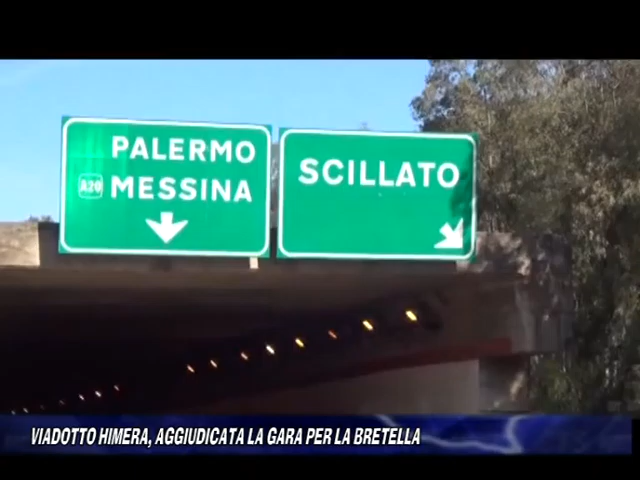 PALERMO
A20 MESSINA
SCILLATO
VIADOTTO HIMERA, AGGIUDICATA LA GARA PER LA BRETELLA